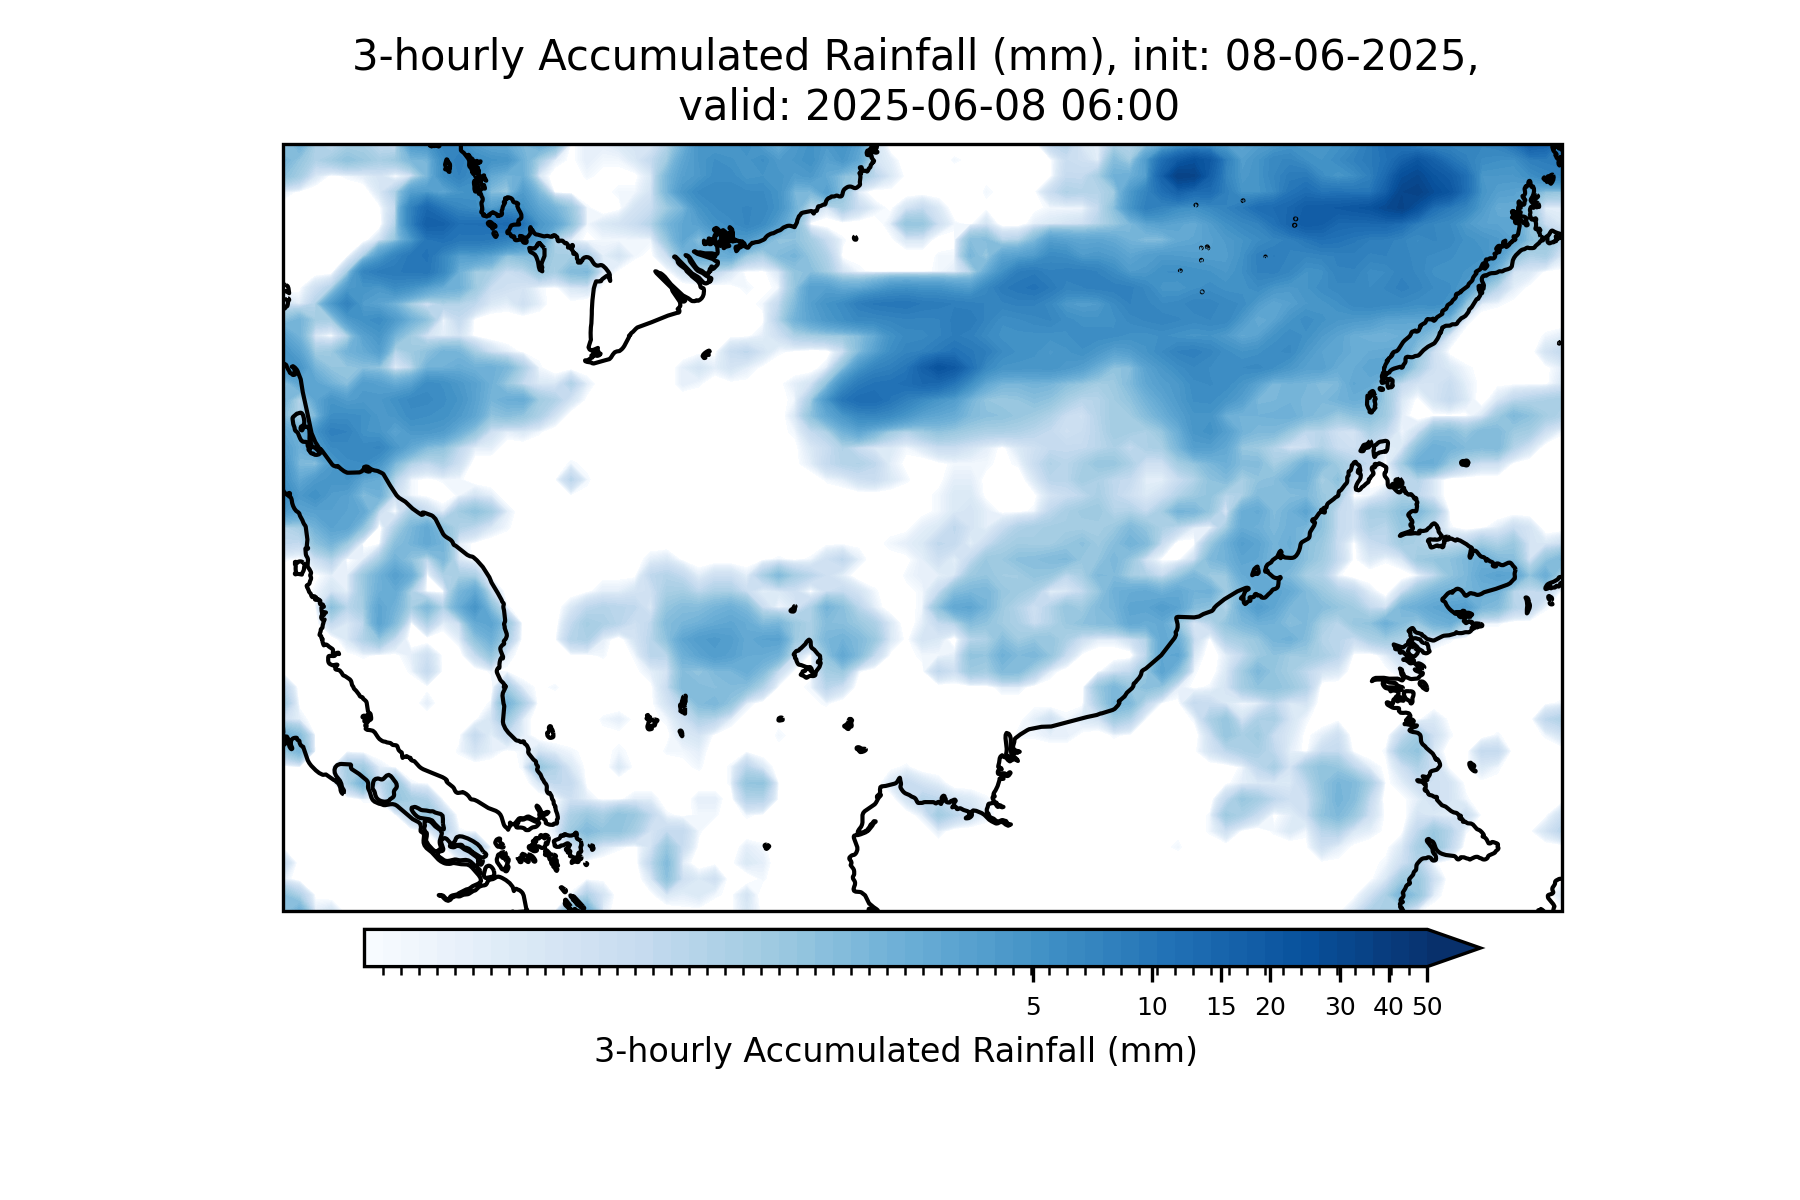 3-hourly Accumulated Rainfall (mm), init: 08-06-2025,
valid: 2025-06-08 06:00
5 10 15 20 30 40 50
3-hourly Accumulated Rainfall (mm)